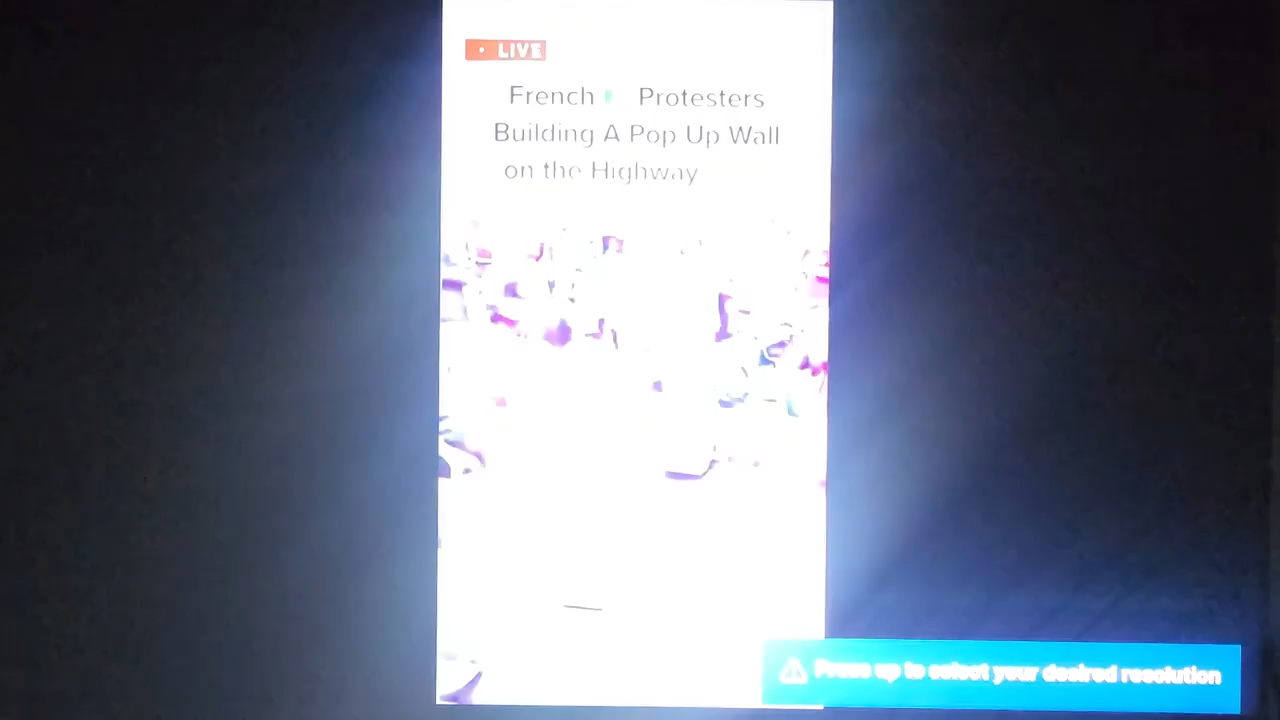 LIVE
French Protesters
Building A Pop Up Wall
on the Highway
Press up to select your desired resolution